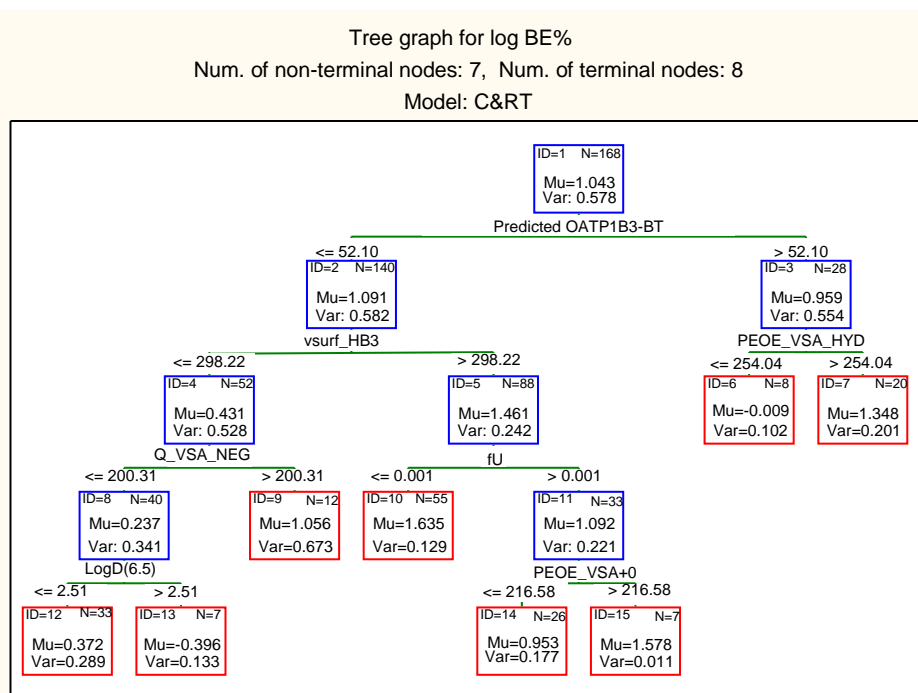 Tree graph for log BE%
Num. of non-terminal nodes: 7,  Num. of terminal nodes: 8
Model: C&RT
ID=1 N=168
Mu=1.043
Var: 0.578
Predicted OATP1B3-BT
<= 52.10 > 52.10
ID=2 N=140
Mu=1.091
Var: 0.582
vsurf_HB3
ID=3 N=28
Mu=0.959
Var: 0.554
PEOE_VSA_HYD
<= 298.22 > 298.22
<= 254.04 > 254.04
ID=4 N=52
Mu=0.431
Var: 0.528
Q_VSA_NEG
ID=5 N=88
Mu=1.461
Var: 0.242
fU
ID=6 N=8
Mu=-0.009
Var=0.102
ID=7 N=20
Mu=1.348
Var=0.201
<= 200.31 > 200.31
<= 0.001 > 0.001
ID=8 N=40
Mu=0.237
Var: 0.341
LogD(6.5)
ID=9 N=12
Mu=1.056
Var=0.673
ID=10 N=55
Mu=1.635
Var=0.129
ID=11 N=33
Mu=1.092
Var: 0.221
PEOE_VSA+0
<= 2.51 > 2.51
<= 216.58 > 216.58
ID=12 N=33
Mu=0.372
Var=0.289
ID=13 N=7
Mu=-0.396
Var=0.133
ID=14 N=26
Mu=0.953
Var=0.177
ID=15 N=7
Mu=1.578
Var=0.011